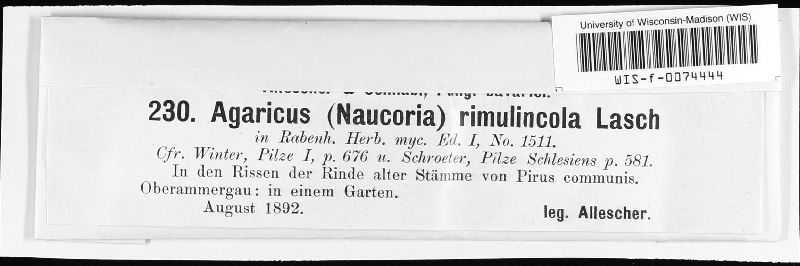 University of Wisconsin-Madison (WIS)
WIS-f-0074444
230. Agaricus (Naucoria) rimulincola Lasch
in Rabenh. Herb. myc. Ed. I, No. 1511.
Cfr. Winter, Pilze I, p. 676 u. Schroeter, Pilze Schlesiens p. 581.
In den Rissen der Rinde alter Stämme von Pirus communis.
Oberammergau: in einem Garten.
August 1892.
leg. Allescher.